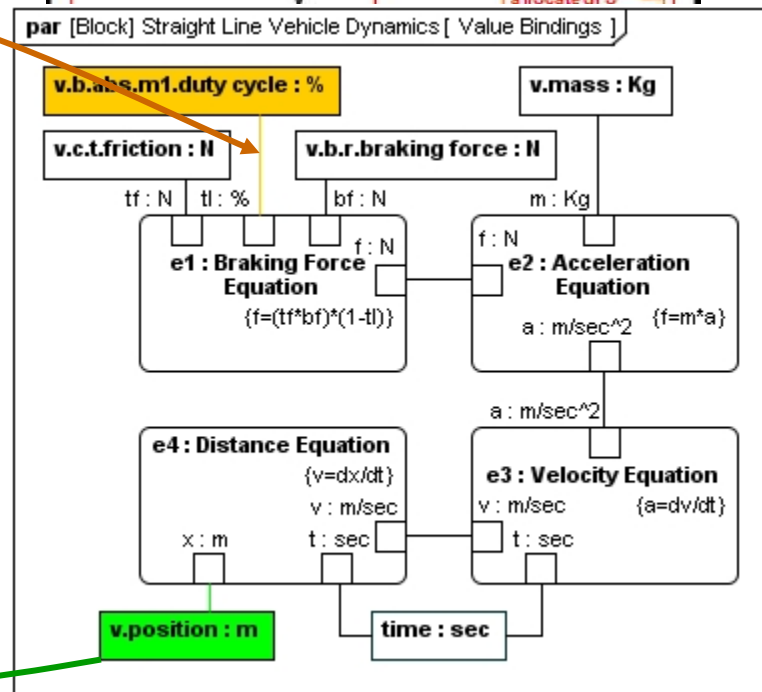 par [Block] Straight Line Vehicle Dynamics [ Value Bindings ]
v.b.abs.m1.duty cycle : %
v.mass : Kg
v.c.t.friction : N
v.b.r.braking force : N
tf : N
tl : %
bf : N
m : Kg
f : N
f : N
e1 : Braking Force
Equation
{f=(tf*bf)*(1-tl)}
e2 : Acceleration
Equation
{f=m*a}
a : m/sec^2
a : m/sec^2
e4 : Distance Equation
{v=dx/dt}
v : m/sec
x : m
t : sec
e3 : Velocity Equation
v : m/sec
{a=dv/dt}
t : sec
v.position : m
time : sec